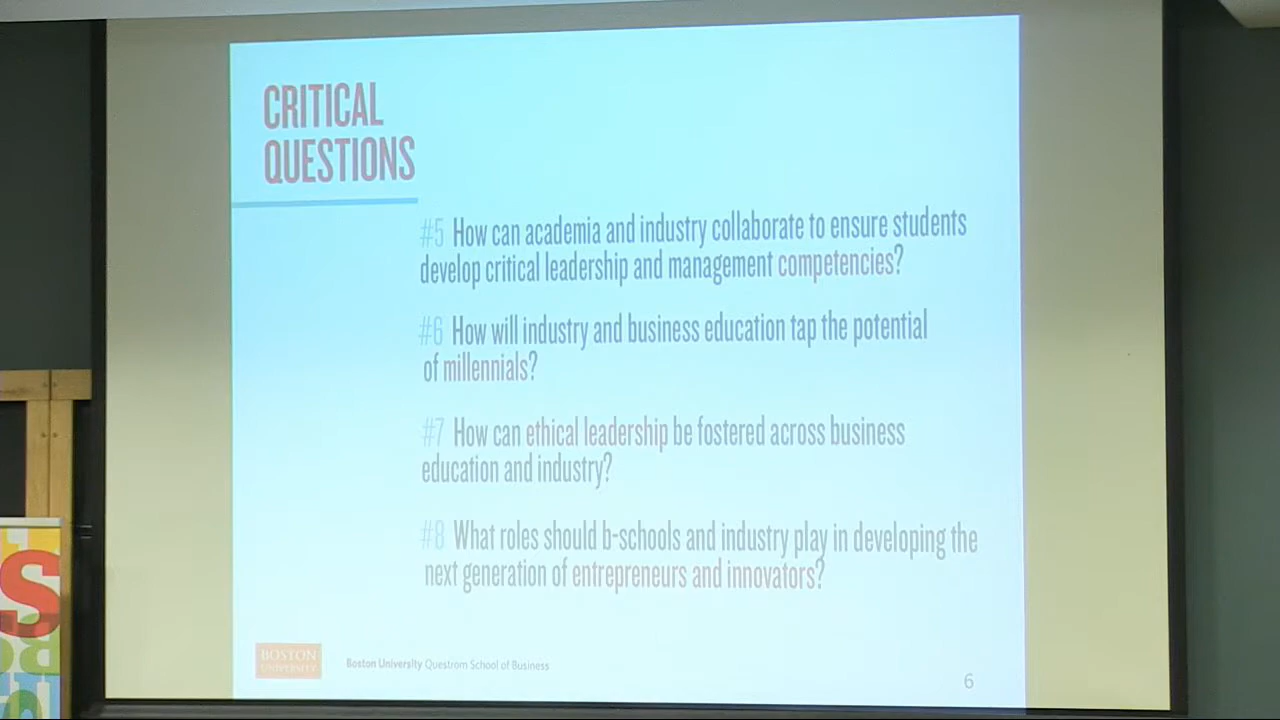 CRITICAL
QUESTIONS
#5 How can academia and industry collaborate to ensure students
develop critical leadership and management competencies?
#6 How will industry and business education tap the potential
of millennials?
#7 How can ethical leadership be fostered across business
education and industry?
#8 What roles should b-schools and industry play in developing the
next generation of entrepreneurs and innovators?
BOSTON
UNIVERSITY
Boston University Questrom School of Business
6
S